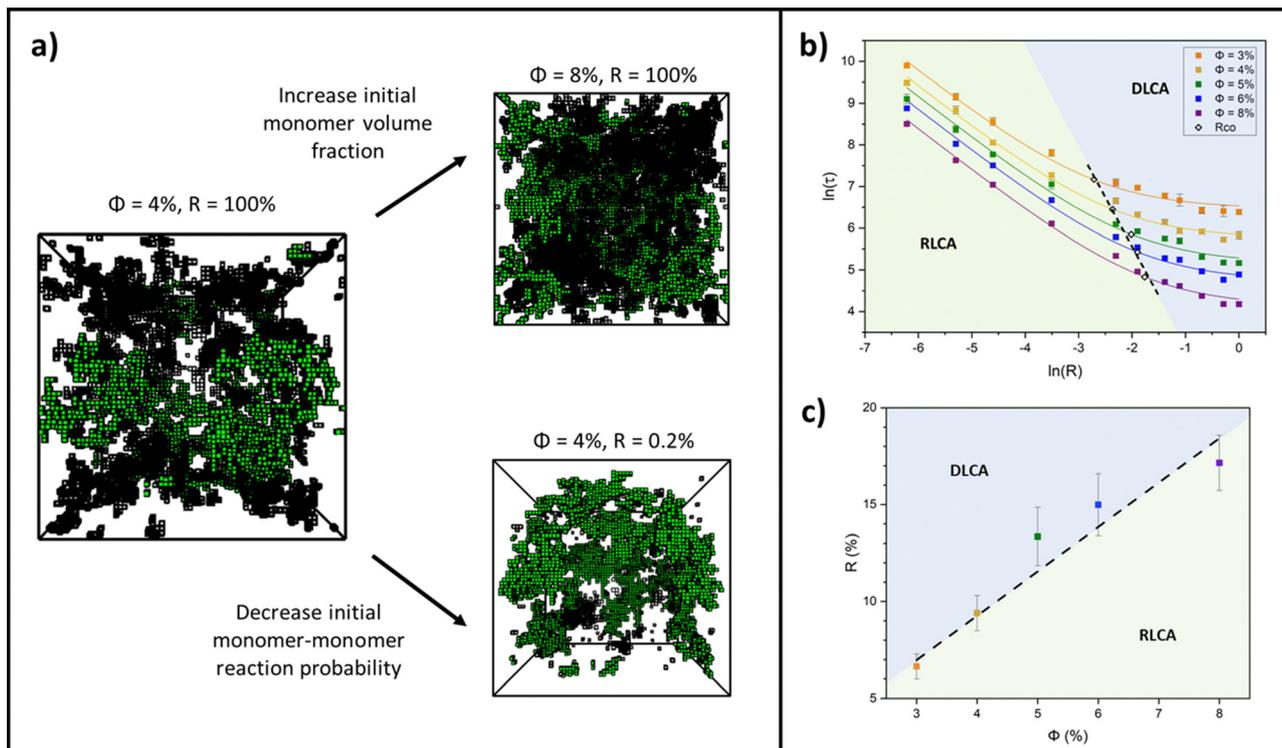 a)
Φ = 4%, R = 100%
Increase initial
monomer volume
fraction
Φ = 8%, R = 100%
Decrease initial
monomer-monomer
reaction probability
Φ = 4%, R = 0.2%
b)
ln(τ)
10
9
8
7
6
5
4
DLCA
RLCA
Φ = 3%
Φ = 4%
Φ = 5%
Φ = 6%
Φ = 8%
Rco
-7 -6 -5 -4 -3 -2 -1 0
ln(R)
c)
R (%)
20
15
10
5
DLCA
RLCA
3 4 5 6 7 8
Φ (%)